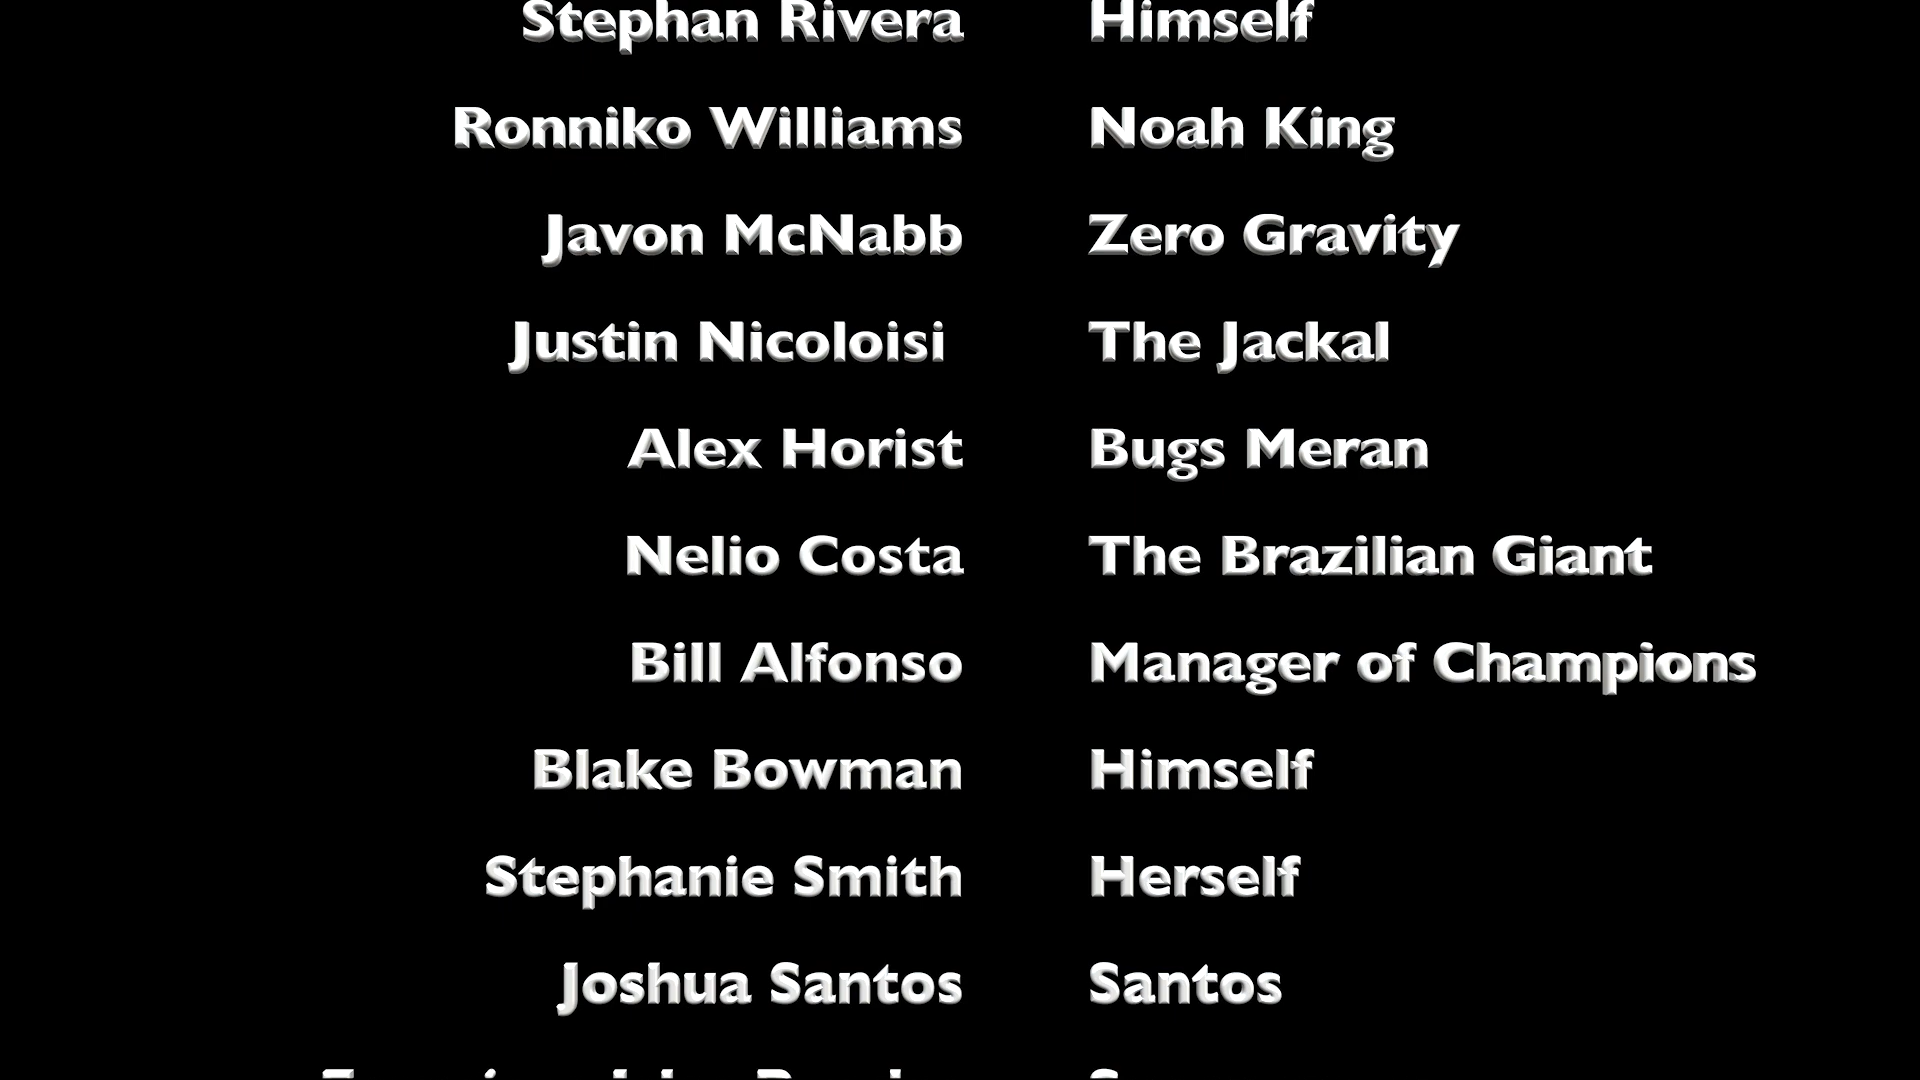 Stephan Rivera Himself
Ronniko Williams Noah King
Javon McNabb Zero Gravity
Justin Nicoloisi The Jackal
Alex Horist Bugs Meran
Nelio Costa The Brazilian Giant
Bill Alfonso Manager of Champions
Blake Bowman Himself
Stephanie Smith Herself
Joshua Santos Santos